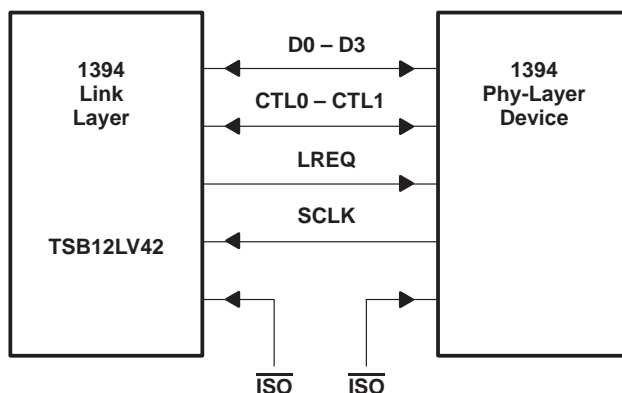 D0 – D3
1394
Link
Layer
1394
Phy-Layer
Device
CTL0 – CTL1
LREQ
SCLK
TSB12LV42
ISO
ISO